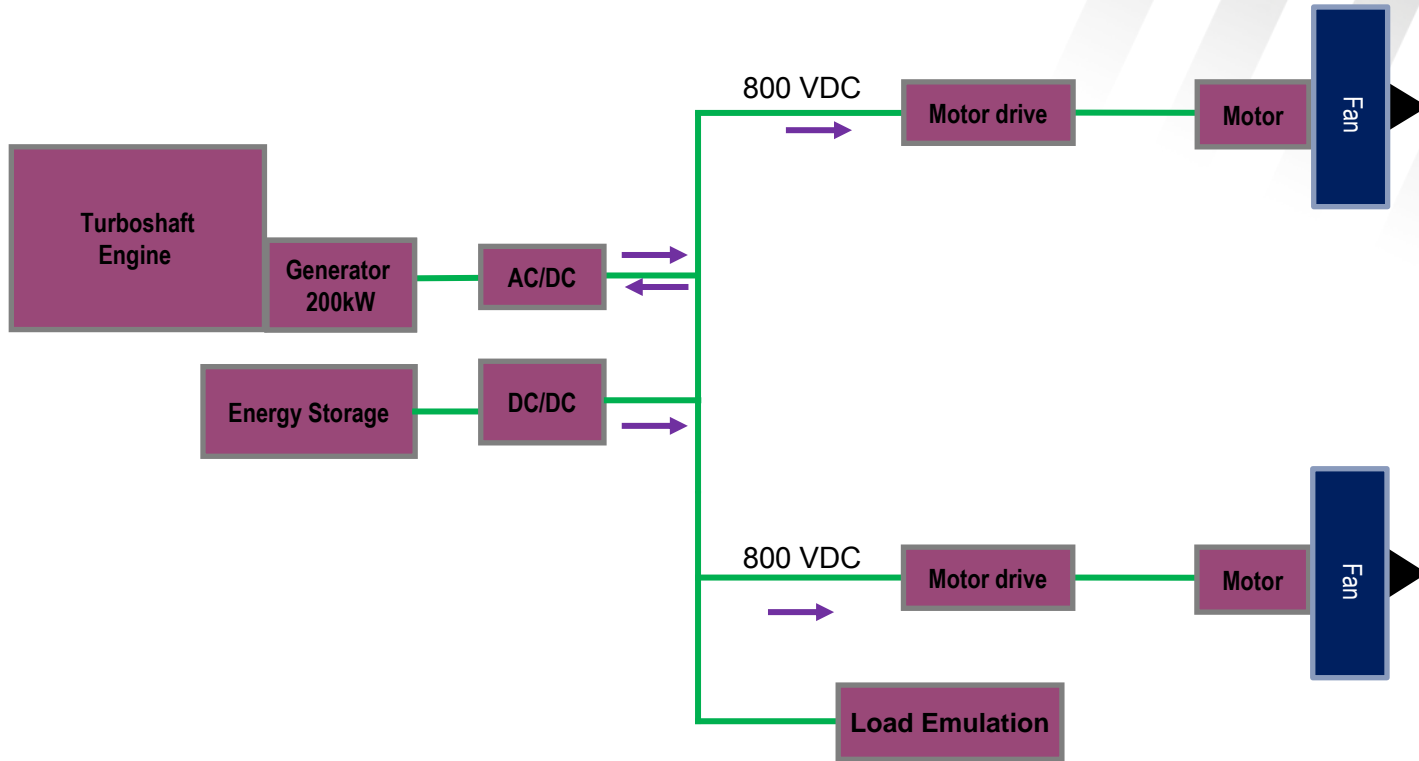 800 VDC
Motor drive
Motor
Fan
Turboshaft
Engine
Generator
200kW
AC/DC
Energy Storage
DC/DC
800 VDC
Motor drive
Motor
Fan
Load Emulation